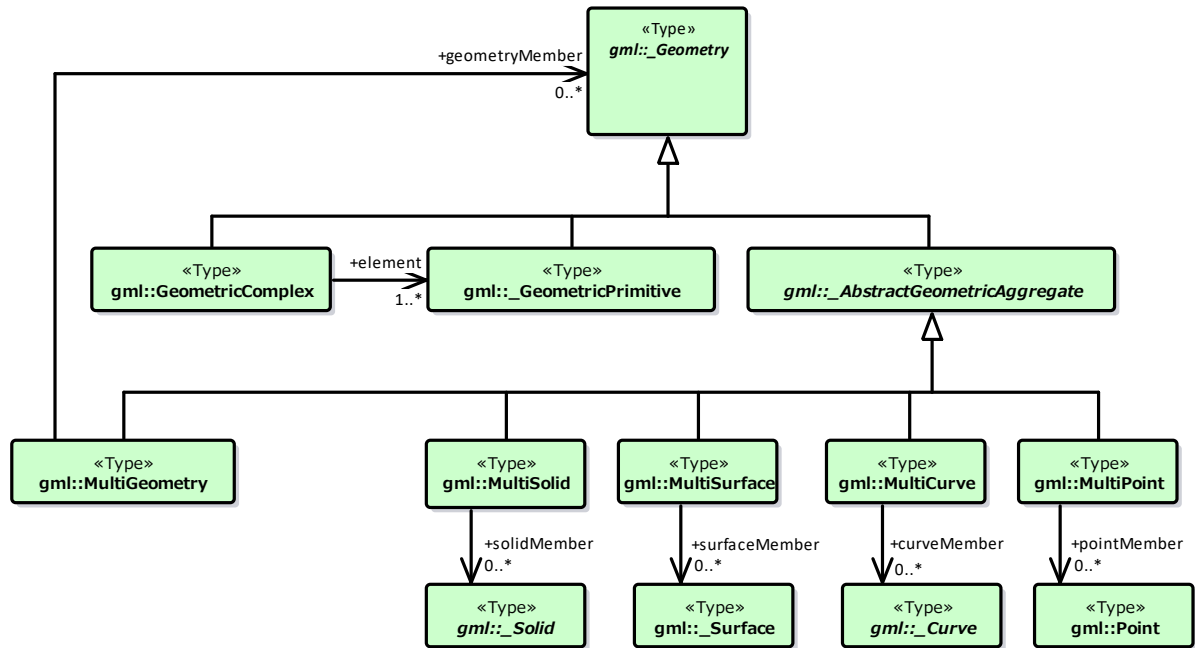 «Type»
gml::_Geometry
+geometryMember
0..*
«Type»
gml::GeometricComplex
+element
1..*
«Type»
gml::_GeometricPrimitive
«Type»
gml::_AbstractGeometricAggregate
«Type»
gml::MultiGeometry
«Type»
gml::MultiSolid
«Type»
gml::MultiSurface
«Type»
gml::MultiCurve
«Type»
gml::MultiPoint
+solidMember
0..*
+surfaceMember
0..*
+curveMember
0..*
+pointMember
0..*
«Type»
gml::_Solid
«Type»
gml::_Surface
«Type»
gml::_Curve
«Type»
gml::Point